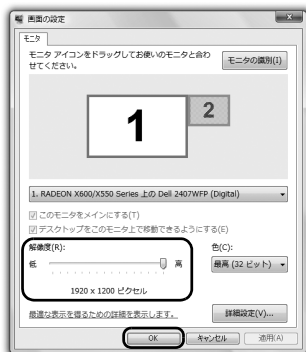 画面の設定
モニタ
モニタ アイコンをドラッグしてお使いのモニタと合わ
せてください。
モニタの識別(I)
1
2
1. RADEON X600/X550 Series 上の Dell 2407WFP (Digital)
このモニタをメインにする(T)
デスクトップをこのモニタ上で移動できるようにする(E)
解像度(R):
低
高
1920 x 1200 ピクセル
色(C):
最高 (32 ビット)
最適な表示を得るための詳細を表示します。
詳細設定(V)...
OK
キャンセル
適用(A)